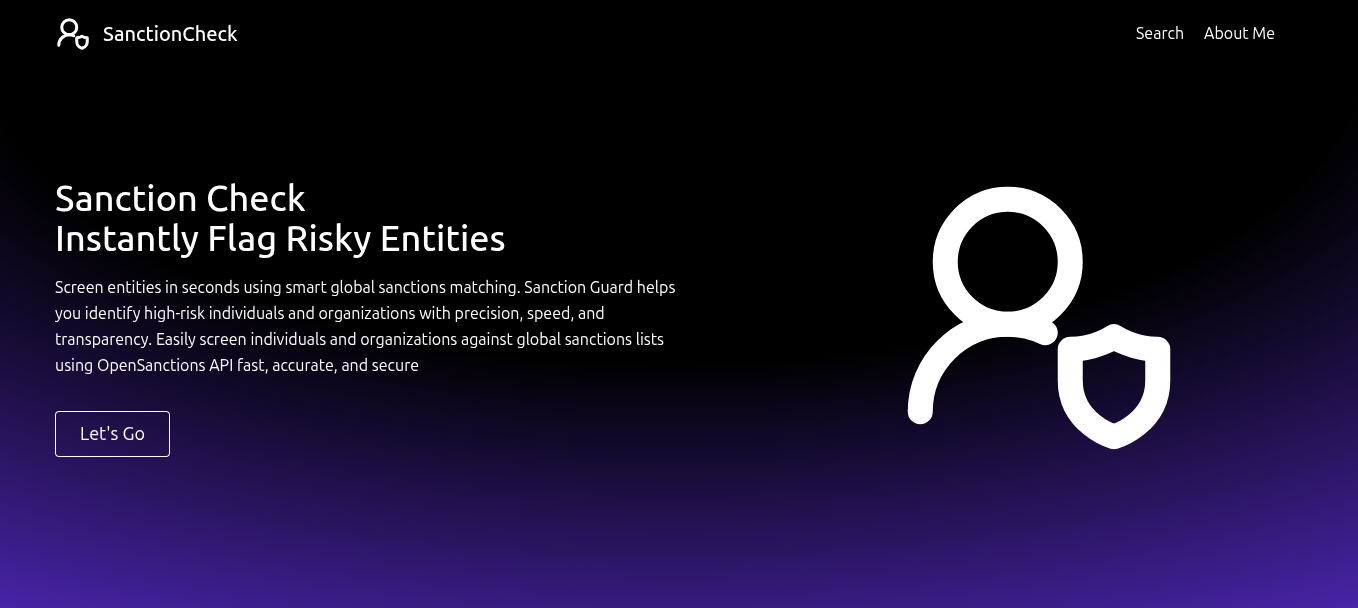 SanctionCheck
Search
About Me
Sanction Check
Instantly Flag Risky Entities
Screen entities in seconds using smart global sanctions matching. Sanction Guard helps
you identify high-risk individuals and organizations with precision, speed, and
transparency. Easily screen individuals and organizations against global sanctions lists
using OpenSanctions API fast, accurate, and secure
Let's Go